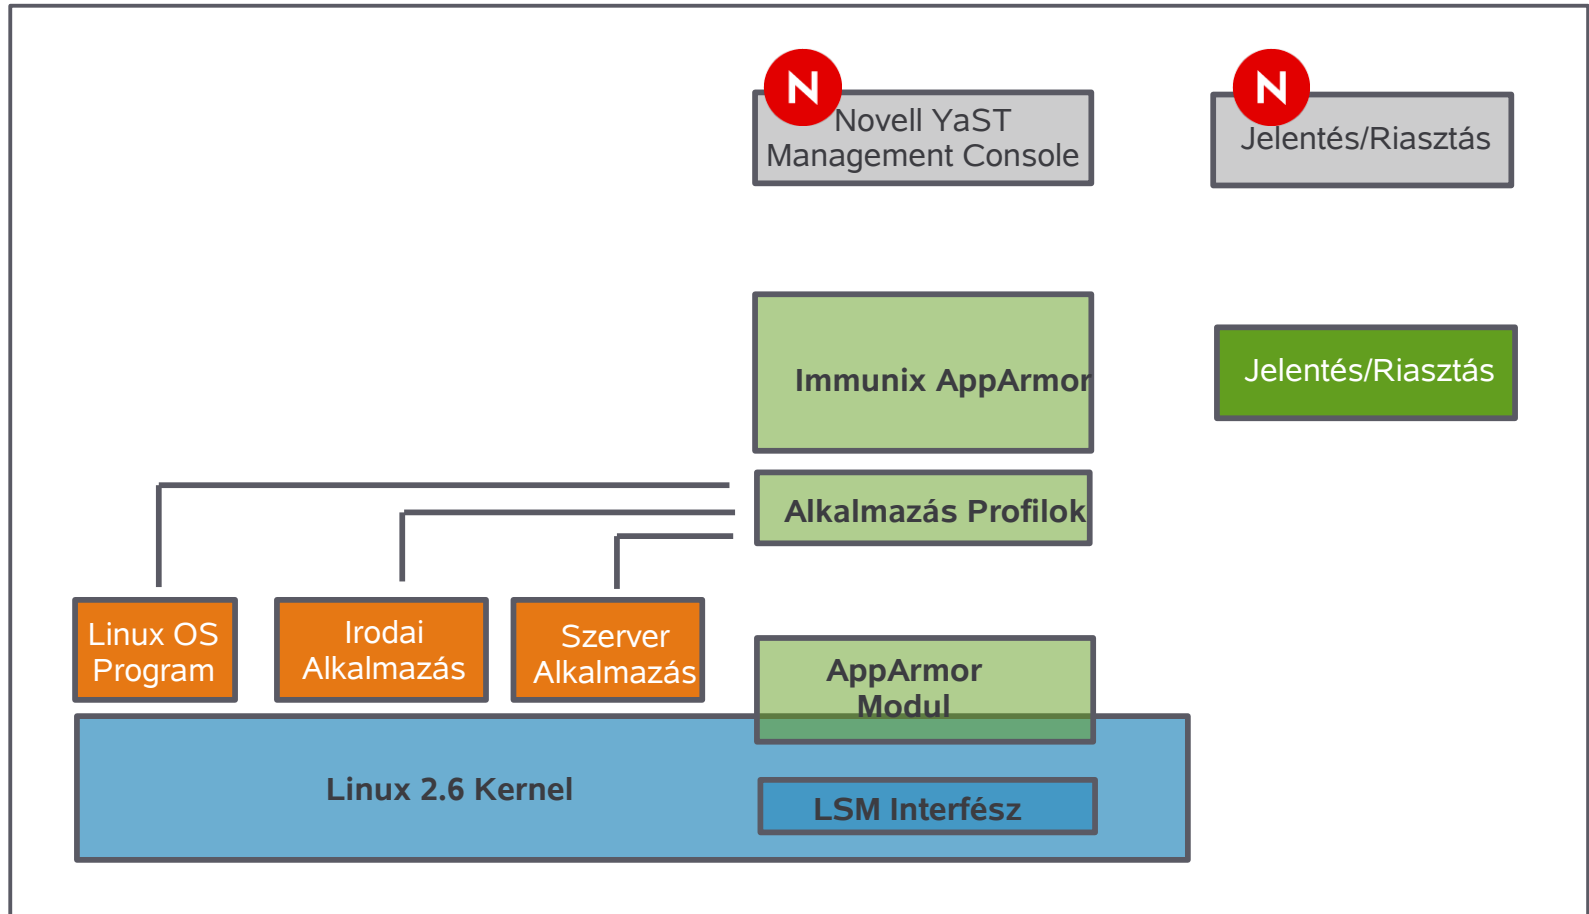 N
Novell YaST
Management Console
N
Jelentés/Riasztás
Immunix AppArmor
Jelentés/Riasztás
Alkalmazás Profilok
Linux OS
Program
Irodai
Alkalmazás
Szerver
Alkalmazás
AppArmor
Modul
Linux 2.6 Kernel
LSM Interfész